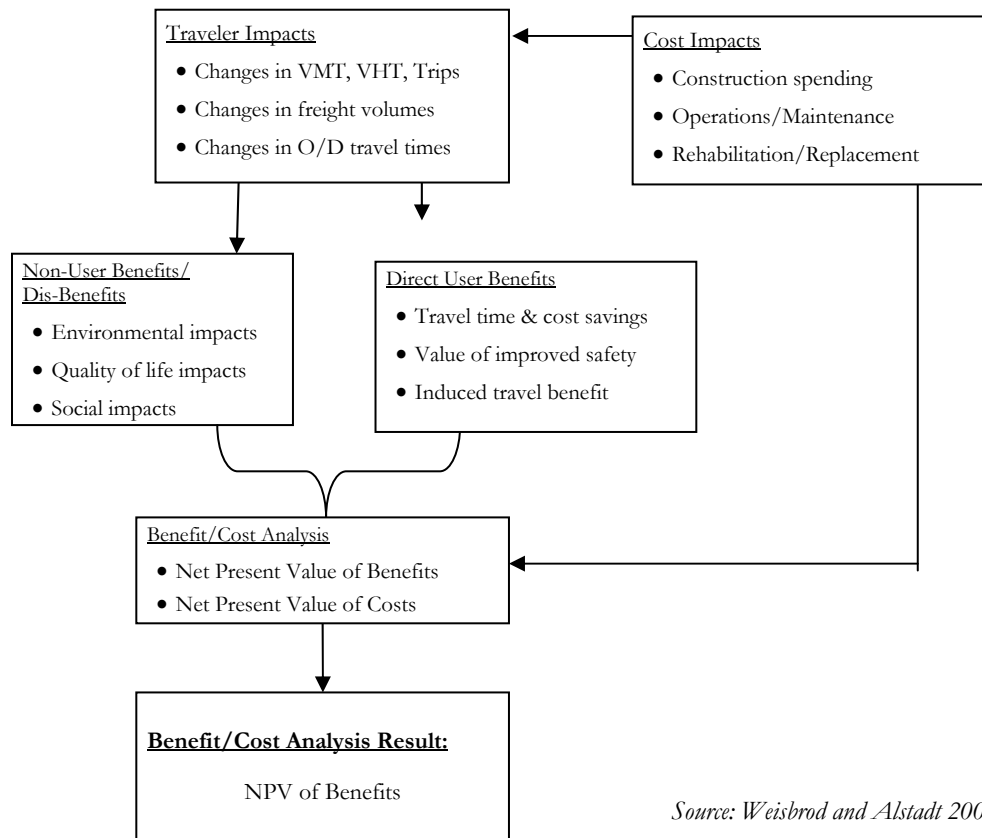 Traveler Impacts
• Changes in VMT, VHT, Trips
• Changes in freight volumes
• Changes in O/D travel times
Cost Impacts
• Construction spending
• Operations/Maintenance
• Rehabilitation/Replacement
Non-User Benefits/
Dis-Benefits
• Environmental impacts
• Quality of life impacts
• Social impacts
Direct User Benefits
• Travel time & cost savings
• Value of improved safety
• Induced travel benefit
Benefit/Cost Analysis
• Net Present Value of Benefits
• Net Present Value of Costs
Benefit/Cost Analysis Result:
NPV of Benefits
Source: Weisbrod and Alstadt 200